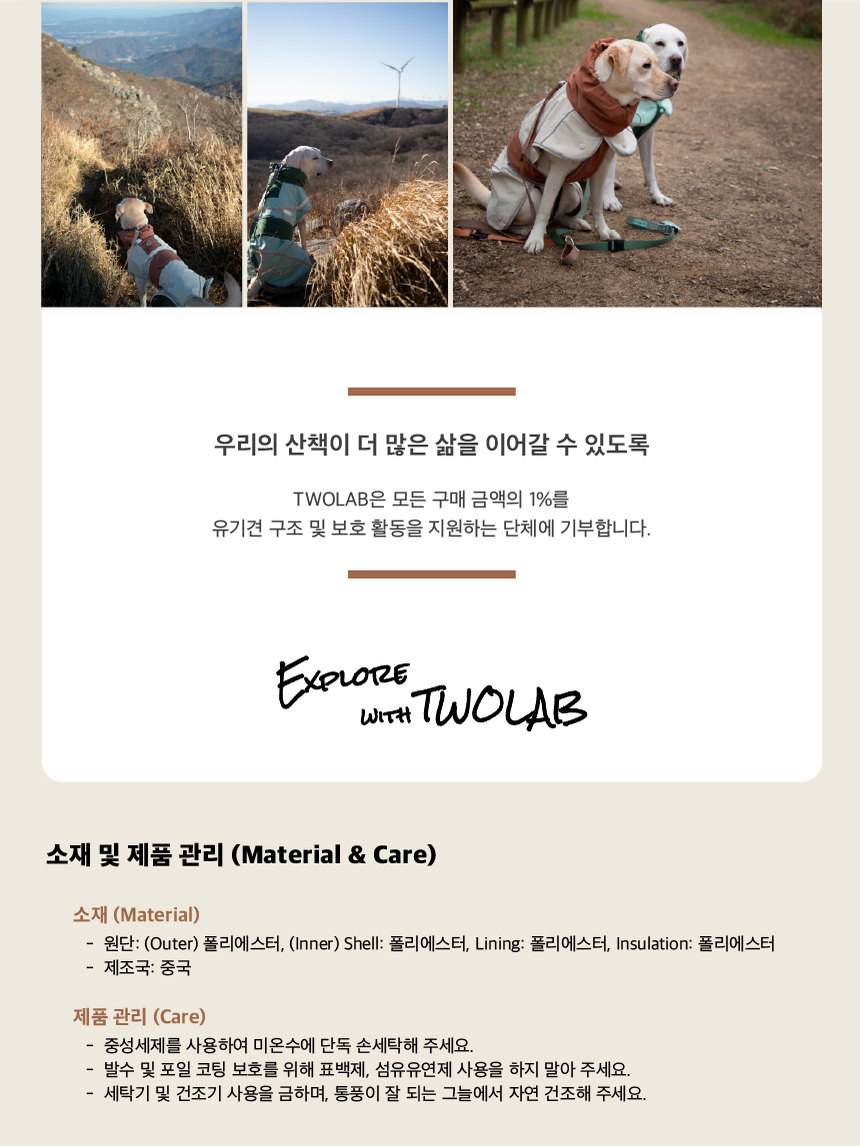 우리의 산책이 더 많은 삶을 이어갈 수 있도록
TWOLAB은 모든 구매 금액의 1%를
유기견 구조 및 보호 활동을 지원하는 단체에 기부합니다.
EXPLORE
WITH TWOLAB
소재 및 제품 관리 (Material & Care)
소재 (Material)
- 원단: (Outer) 폴리에스터, (Inner) Shell: 폴리에스터, Lining: 폴리에스터, Insulation: 폴리에스터
- 제조국: 중국
제품 관리 (Care)
- 중성세제를 사용하여 미온수에 단독 손세탁해 주세요.
- 발수 및 포일 코팅 보호를 위해 표백제, 섬유유연제 사용을 하지 말아 주세요.
- 세탁기 및 건조기 사용을 금하며, 통풍이 잘 되는 그늘에서 자연 건조해 주세요.